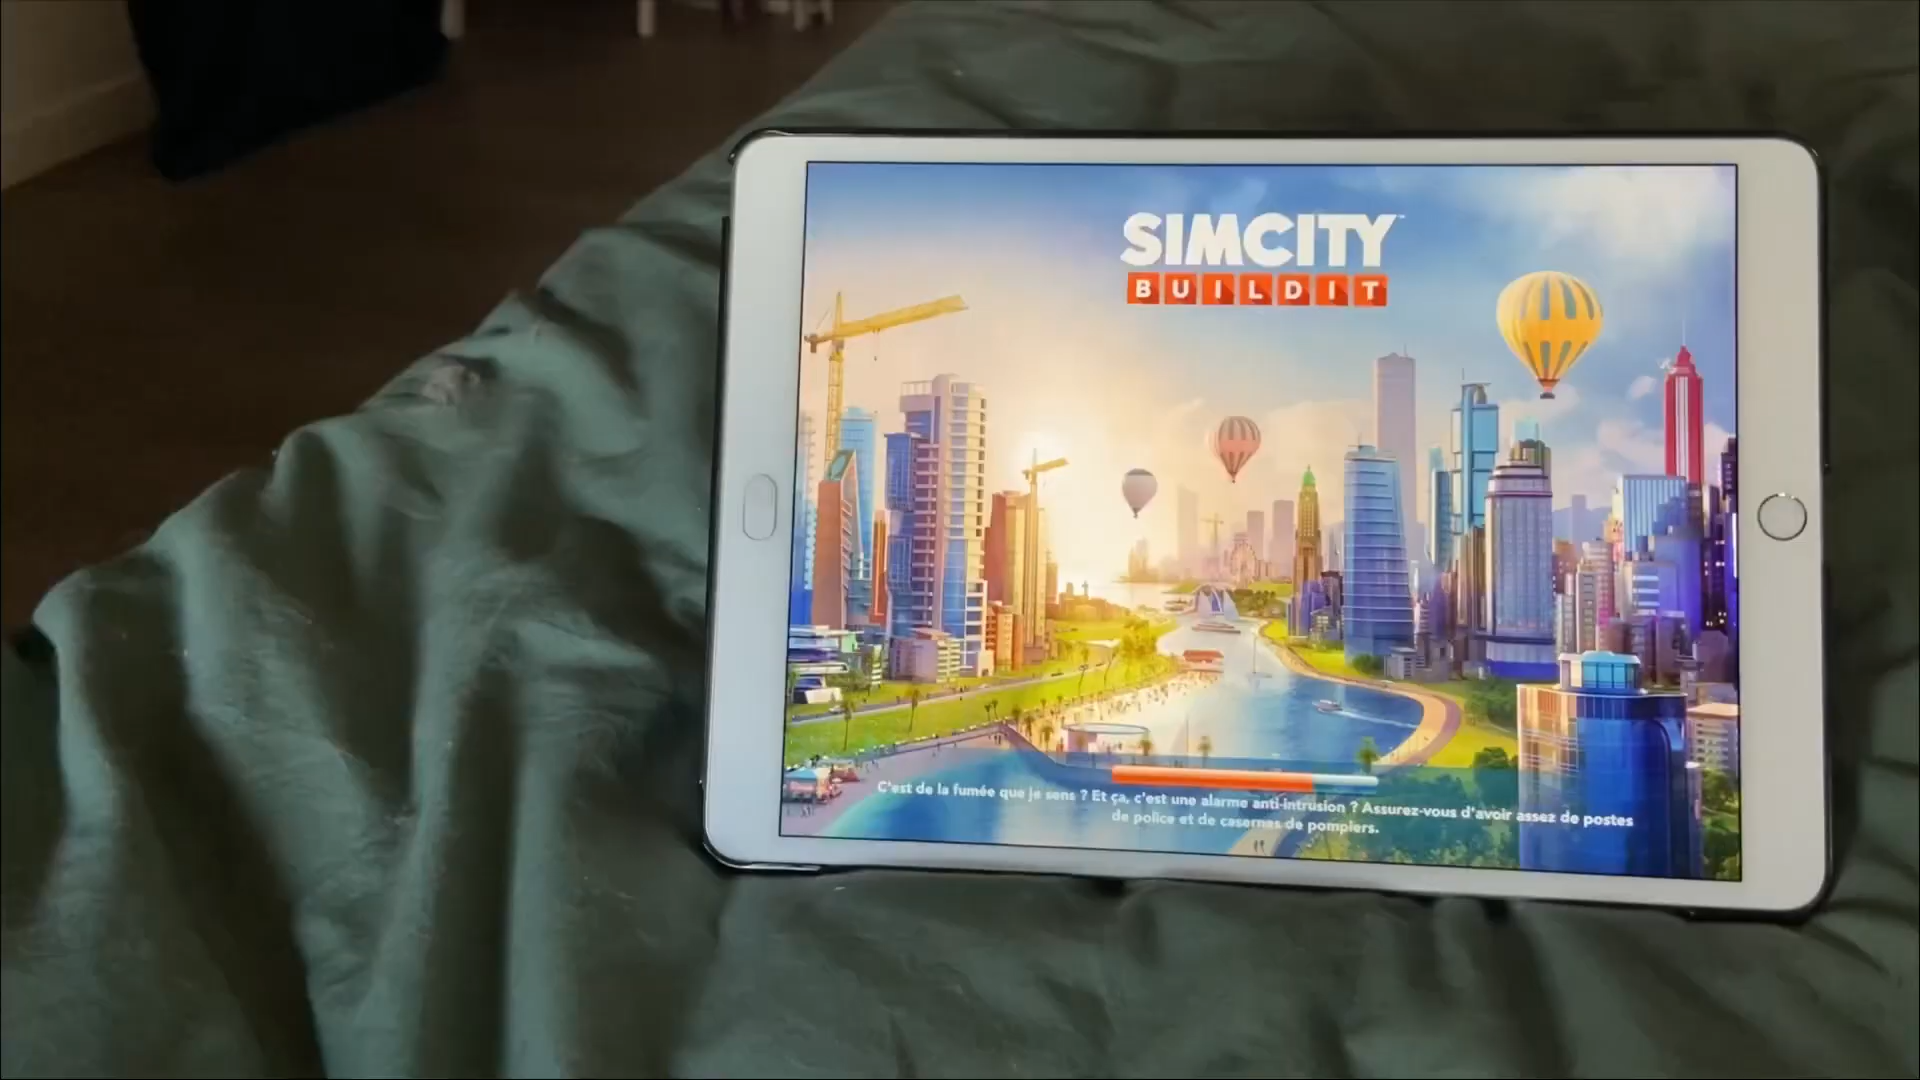 SIMCITY™
BUILDIT
C'est de la fumée que je sens ? Et ça, c'est une alarme anti-intrusion ? Assurez-vous d'avoir assez de postes
de police et de casernes de pompiers.